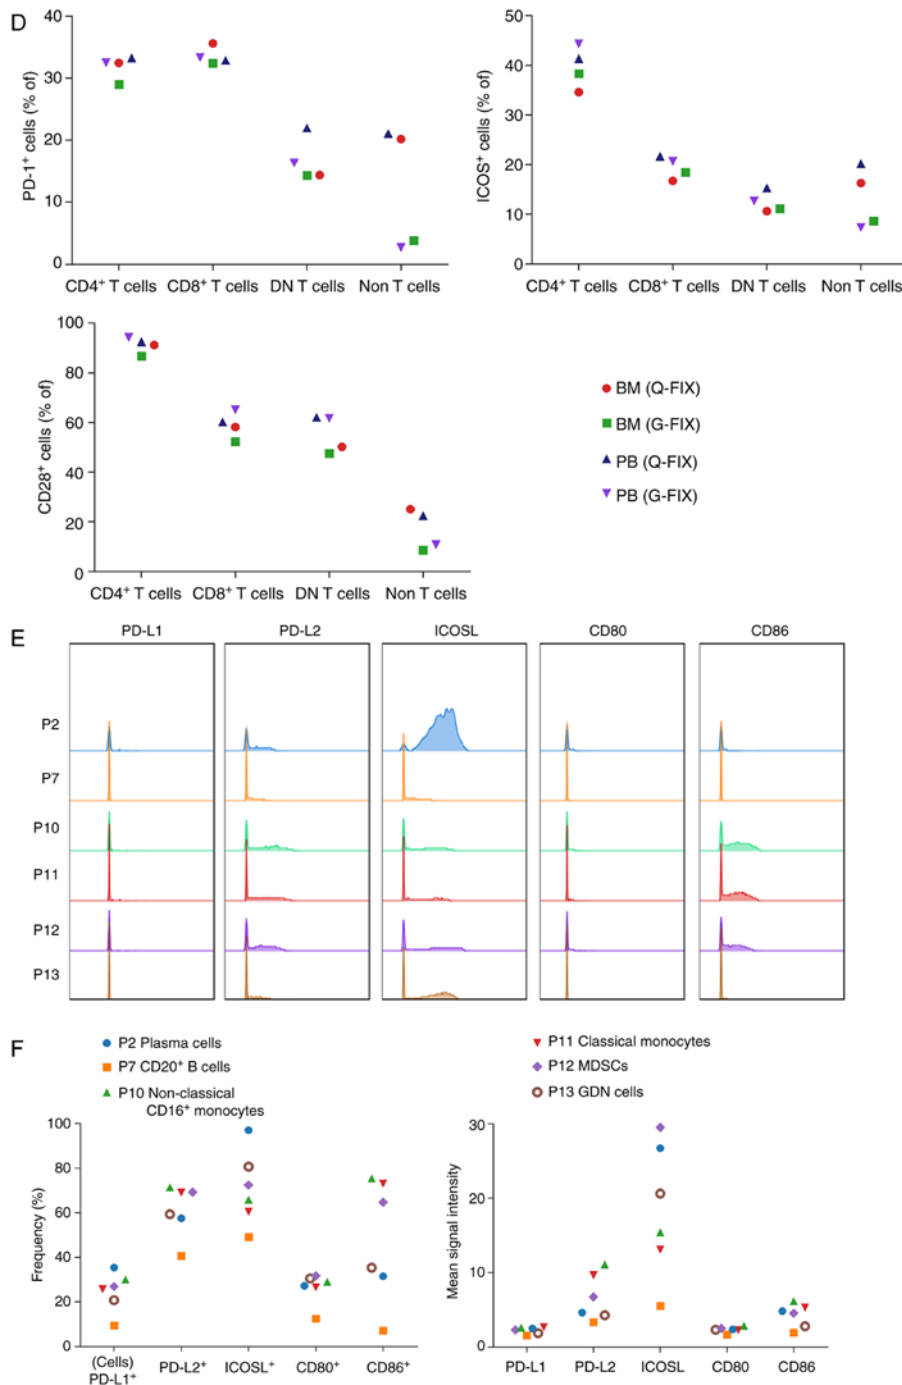 D
40
30
20
10
0
PD-1⁺ cells (% of)
CD4⁺ T cells CD8⁺ T cells DN T cells Non T cells
50
40
30
20
10
0
ICOS⁺ cells (% of)
CD4⁺ T cells CD8⁺ T cells DN T cells Non T cells
100
80
60
40
20
0
CD28⁺ cells (% of)
CD4⁺ T cells CD8⁺ T cells DN T cells Non T cells
BM (Q-FIX)
BM (G-FIX)
PB (Q-FIX)
PB (G-FIX)
E
PD-L1 PD-L2 ICOSL CD80 CD86
P2
P7
P10
P11
P12
P13
F
P2 Plasma cells
P7 CD20⁺ B cells
P10 Non-classical
CD16⁺ monocytes
P11 Classical monocytes
P12 MDSCs
P13 GDN cells
100
80
60
40
20
0
Frequency (%)
(Cells)
PD-L1⁺ PD-L2⁺ ICOSL⁺ CD80⁺ CD86⁺
30
20
10
0
Mean signal intensity
PD-L1 PD-L2 ICOSL CD80 CD86